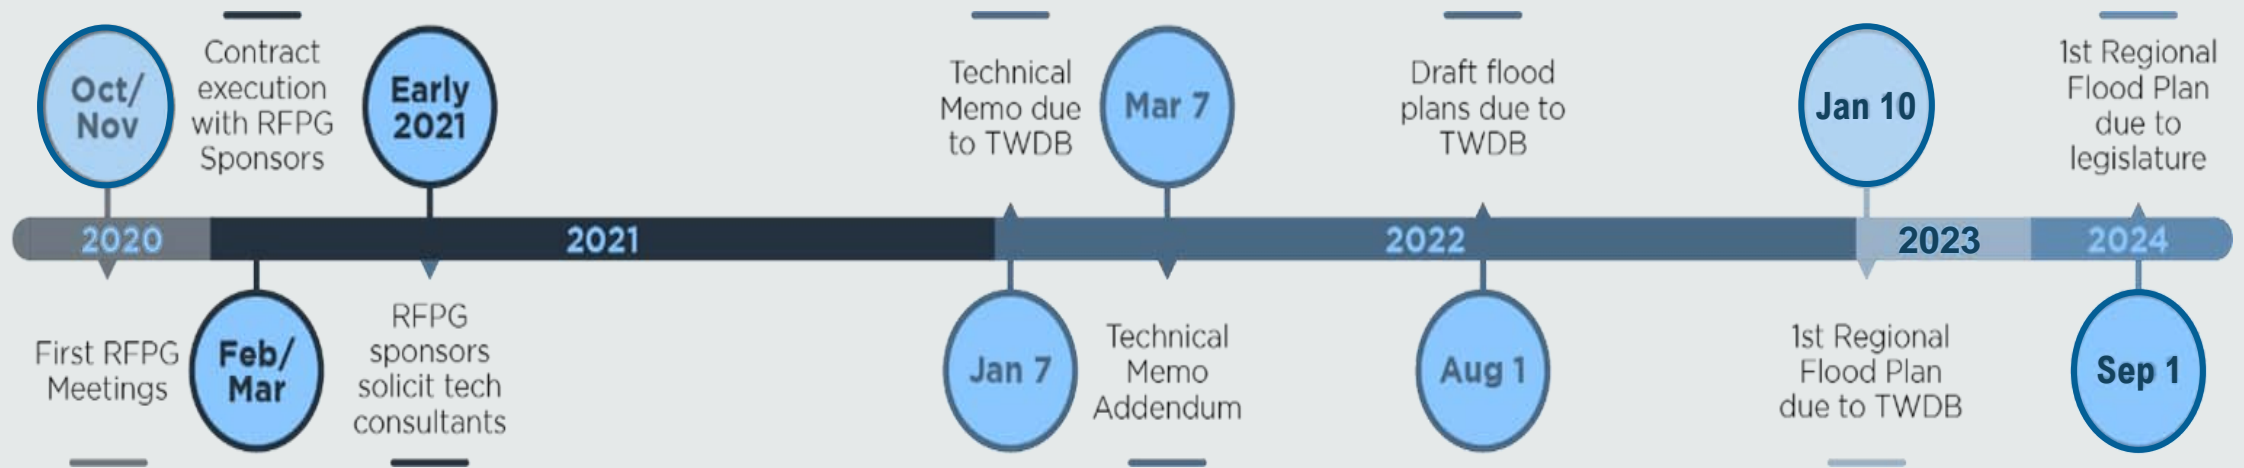 Oct/
Nov
Contract
execution
with RFPG
Sponsors
Early
2021
Technical
Memo due
to TWDB
Mar 7
Draft flood
plans due to
TWDB
Jan 10
1st Regional
Flood Plan
due to
legislature
2020
2021
2022
2023
2024
First RFPG
Meetings
Feb/
Mar
RFPG
sponsors
solicit tech
consultants
Jan 7
Technical
Memo
Addendum
Aug 1
1st Regional
Flood Plan
due to TWDB
Sep 1